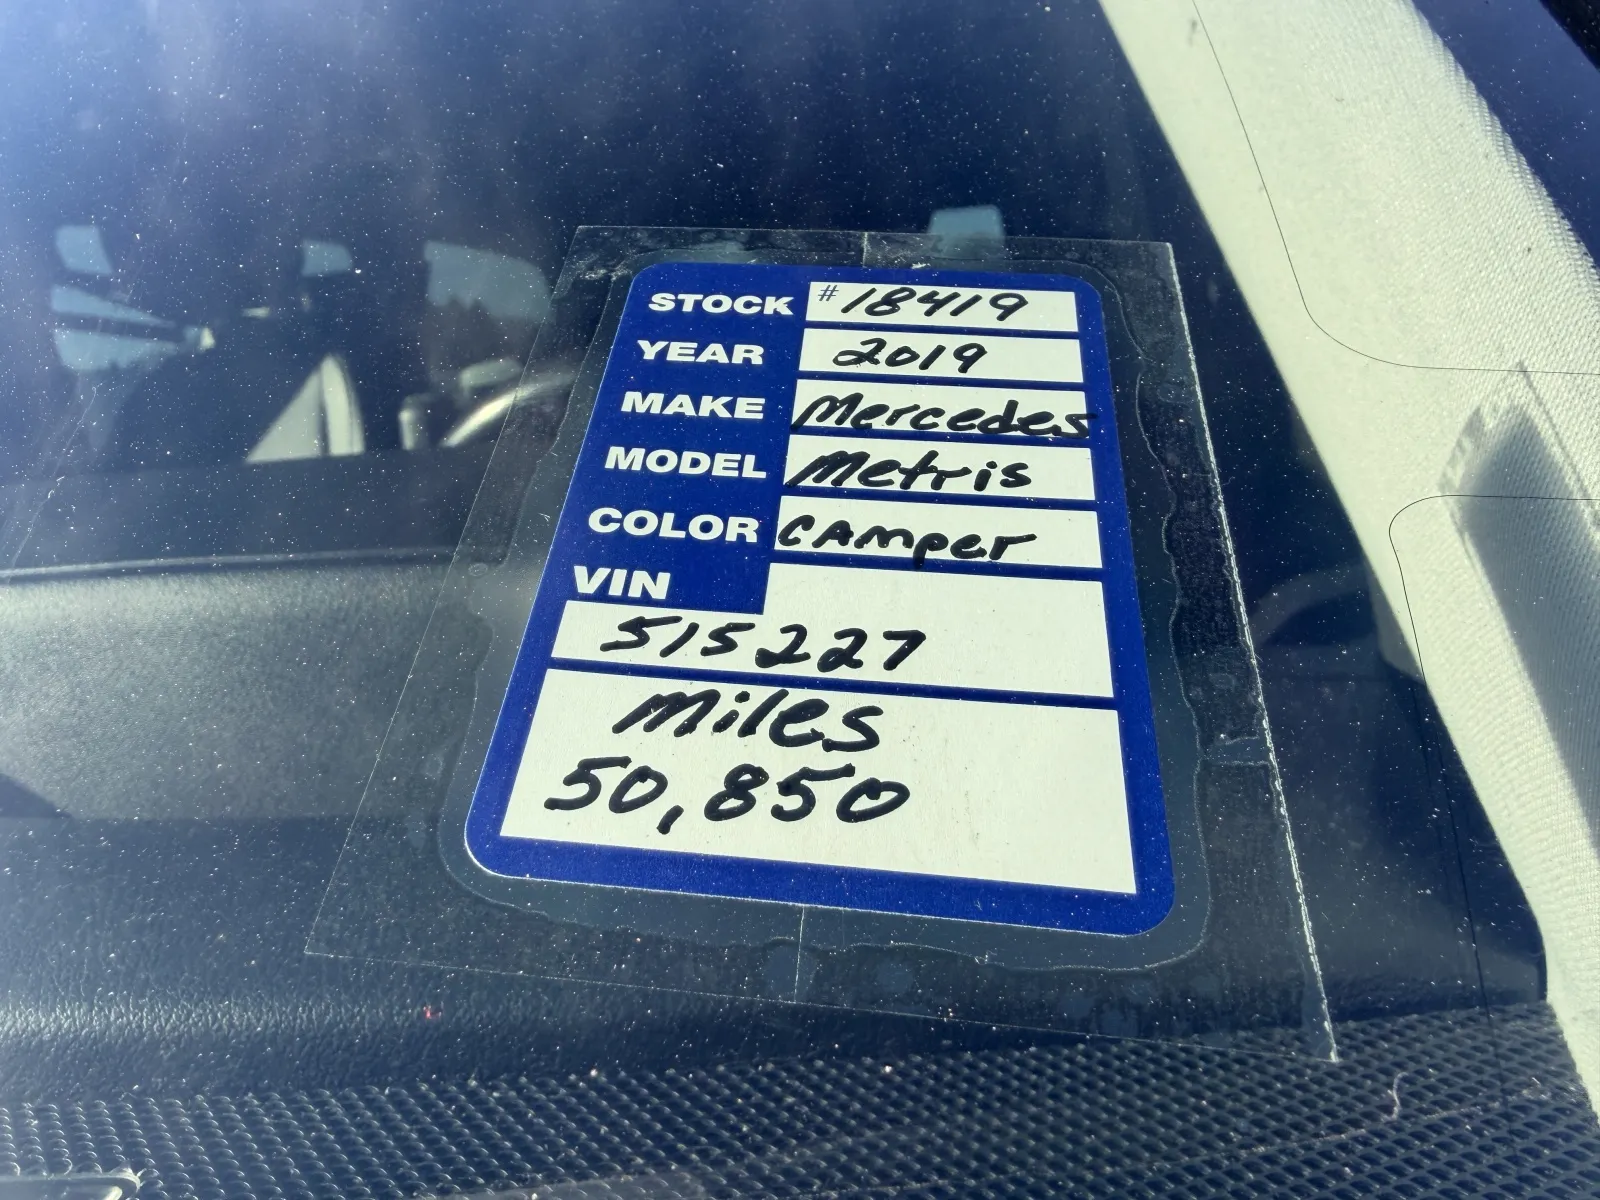 STOCK # 18419
YEAR 2019
MAKE Mercedes
MODEL Metris
COLOR CAmper
VIN
515227
Miles
50,850